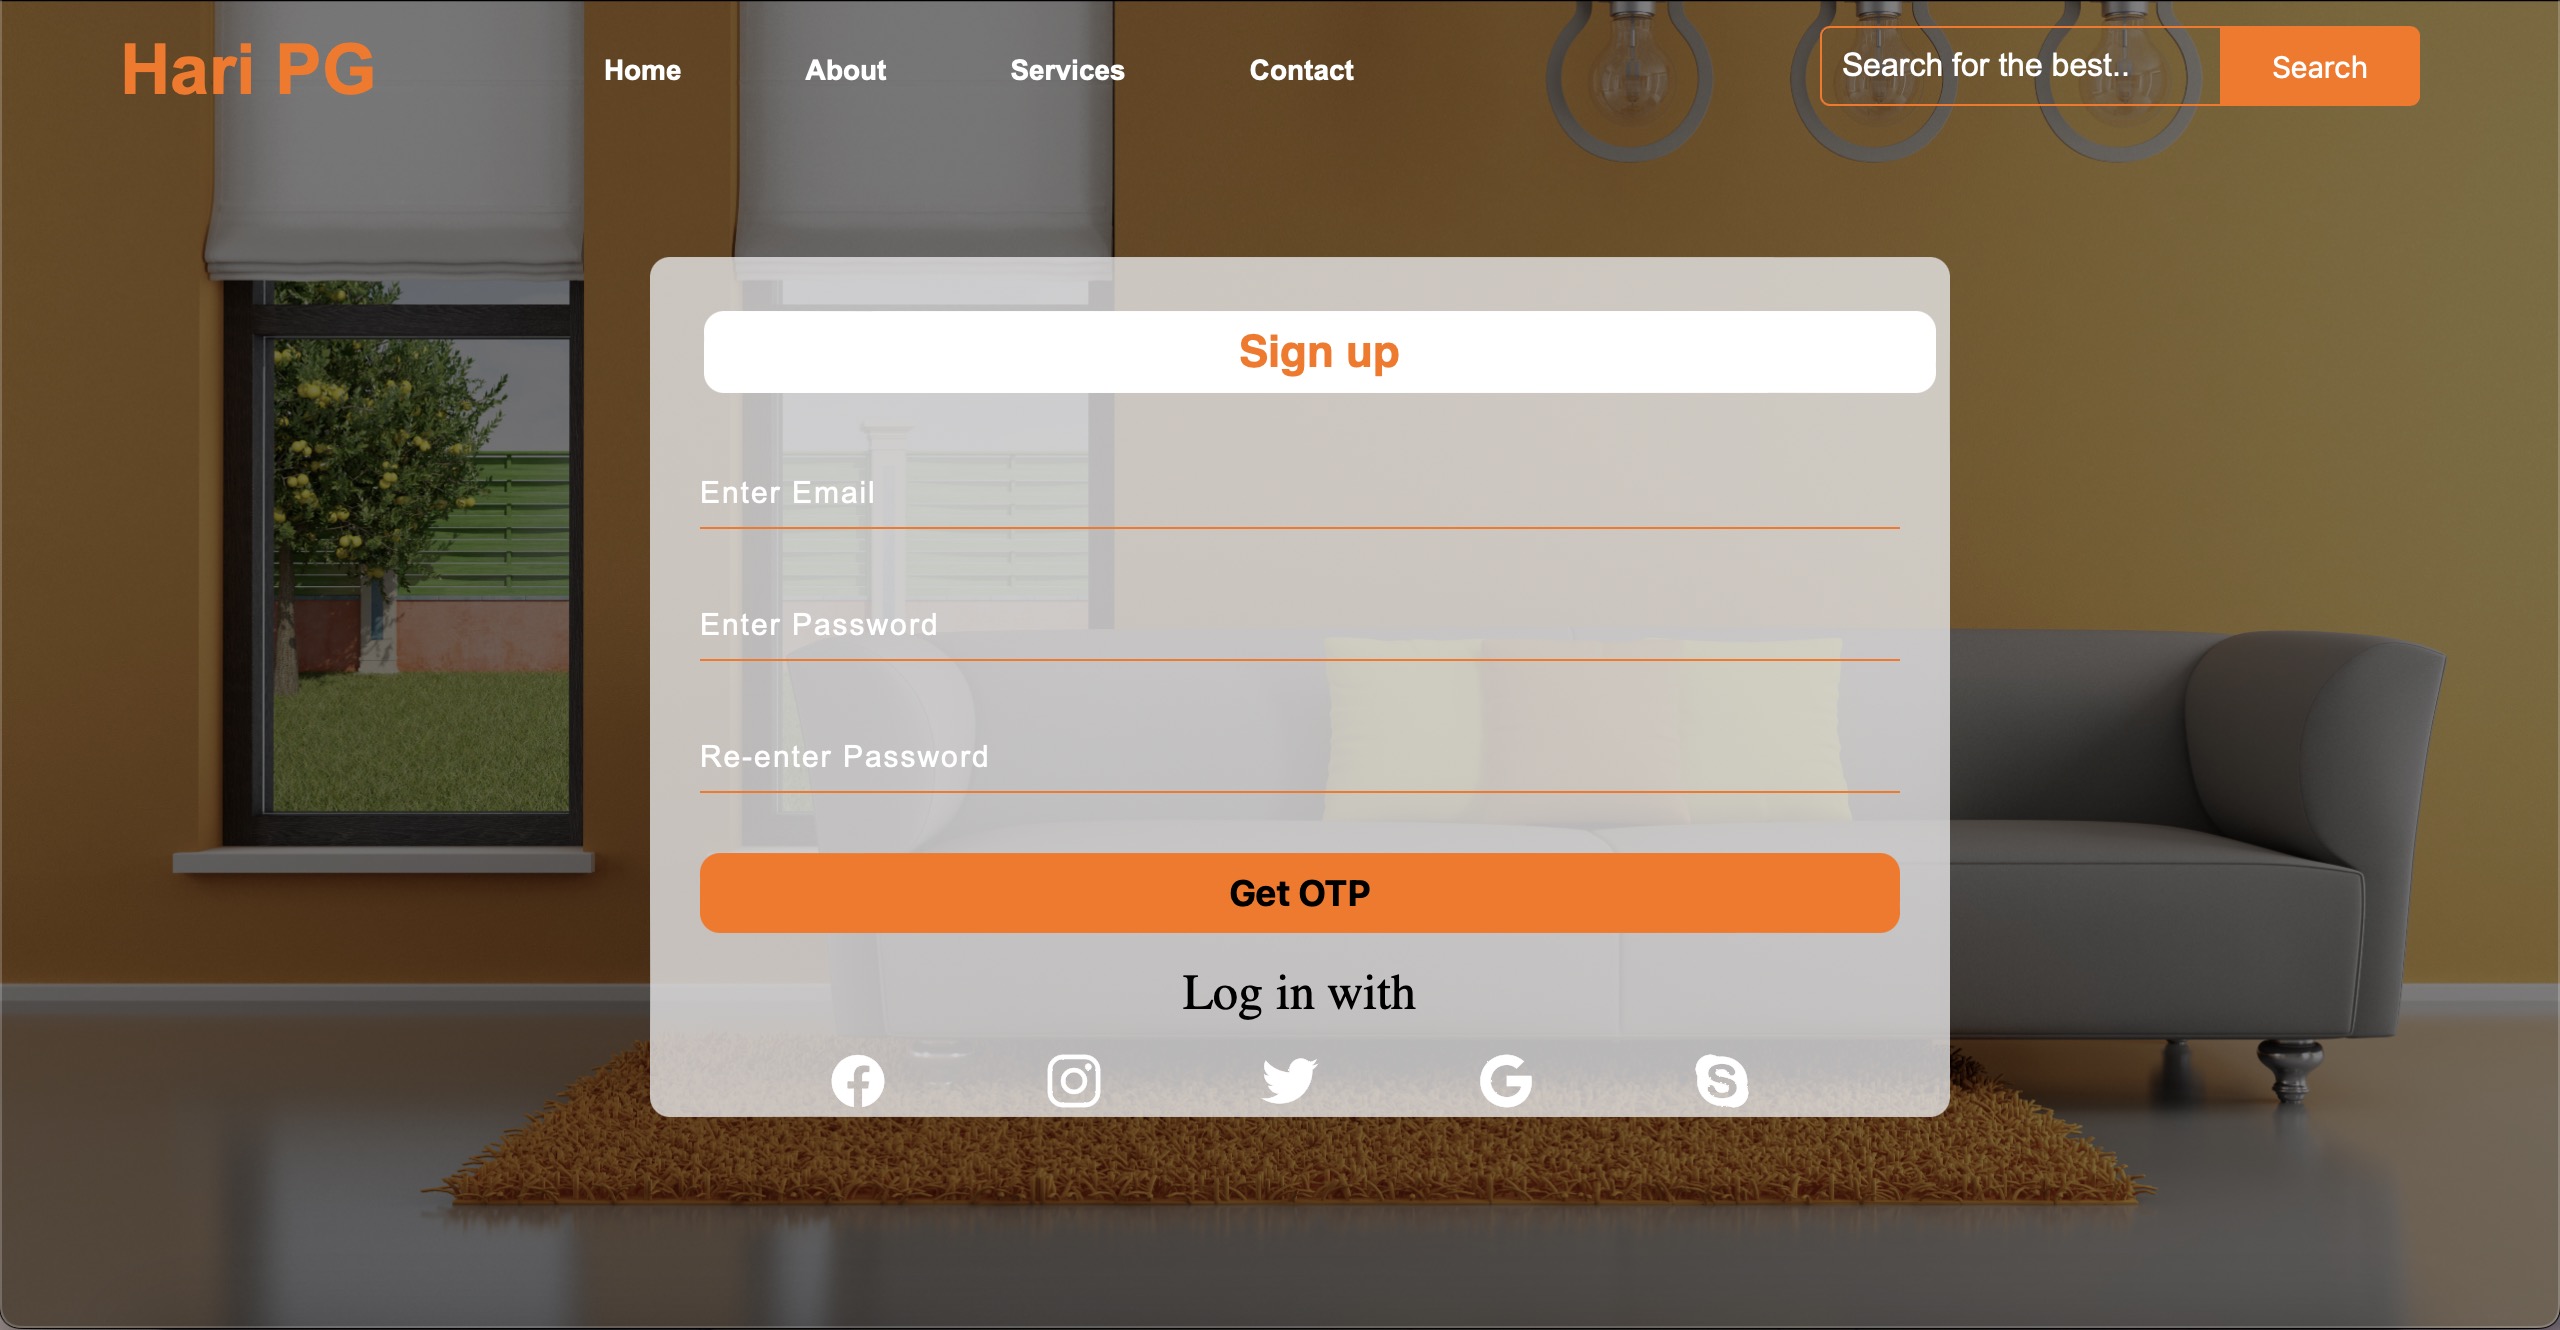 Hari PG
Home About Services Contact
Search for the best..
Search
Sign up
Enter Email
Enter Password
Re-enter Password
Get OTP
Log in with